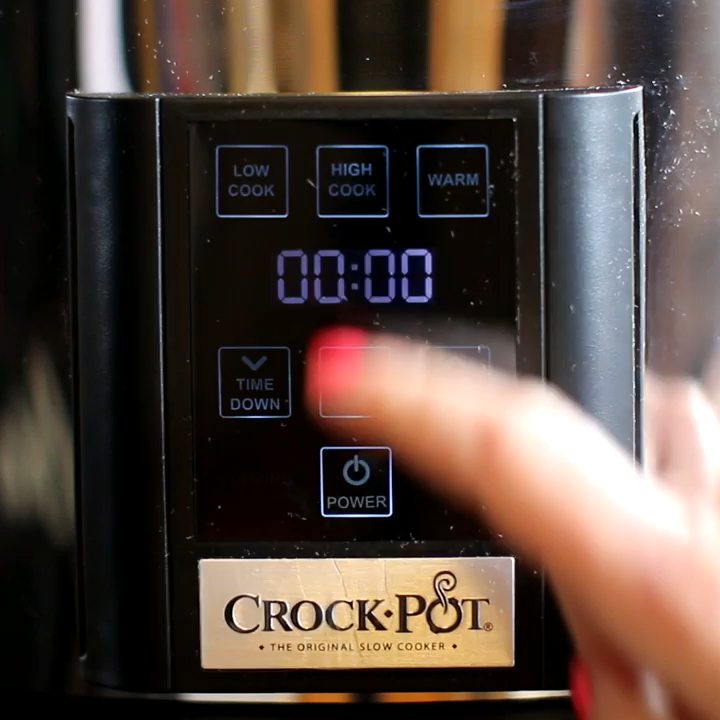 LOW
COOK
HIGH
COOK
WARM
00:00
TIME
DOWN
POWER
CROCK•POT®
• THE ORIGINAL SLOW COOKER •